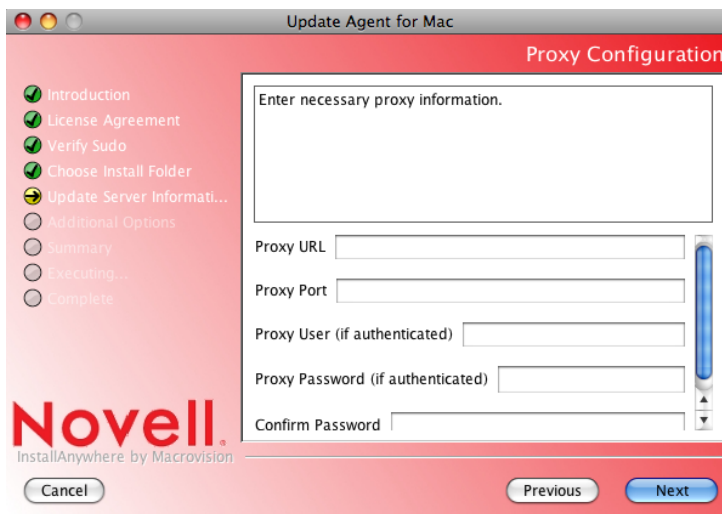 Update Agent for Mac
Proxy Configuration
Introduction
License Agreement
Verify Sudo
Choose Install Folder
Update Server Informati...
Additional Options
Summary
Executing...
Complete
Enter necessary proxy information.
Proxy URL
Proxy Port
Proxy User (if authenticated)
Proxy Password (if authenticated)
Confirm Password
Novell.
InstallAnywhere by Macrovision
Cancel
Previous
Next